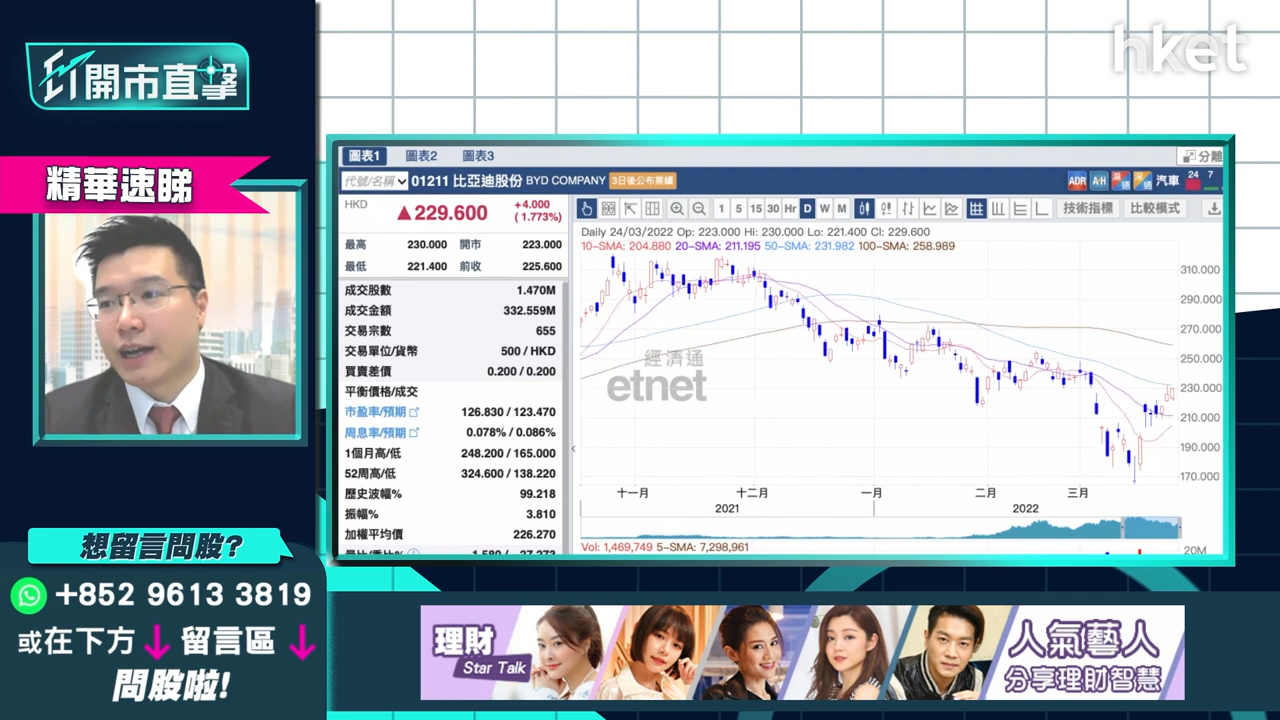 hket
ET開市直擊
精華速睇
圖表1 圖表2 圖表3 分離
代號/名稱 01211 比亞迪股份 BYD COMPANY 3日後公布業績 ADR A-H 滬通 深通 汽車 24 7
HKD ▲229.600 +4.000 (1.773%)
1 5 15 30 Hr D W M 技術指標 比較模式
最高 230.000 開市 223.000
最低 221.400 前收 225.600
Daily 24/03/2022 Op: 223.000 Hi: 230.000 Lo: 221.400 Cl: 229.600
10-SMA: 204.880 20-SMA: 211.195 50-SMA: 231.982 100-SMA: 258.989
成交股數 1.470M
成交金額 332.559M
交易宗數 655
交易單位/貨幣 500 / HKD
買賣差價 0.200 / 0.200
平衡價格/成交
市盈率/預期 126.830 / 123.470
周息率/預期 0.078% / 0.086%
1個月高/低 248.200 / 165.000
52周高/低 324.600 / 138.220
歷史波幅% 99.218
振幅% 3.810
加權平均價 226.270
310.000
290.000
270.000
250.000
230.000
210.000
190.000
170.000
經濟通
etnet
十一月 十二月 一月 二月 三月
2021 2022
Vol: 1,469,749 5-SMA: 7,298,961
20M
想留言問股?
+852 9613 3819
或在下方↓留言區↓
問股啦!
理財
Star Talk
人氣藝人
分享理財智慧